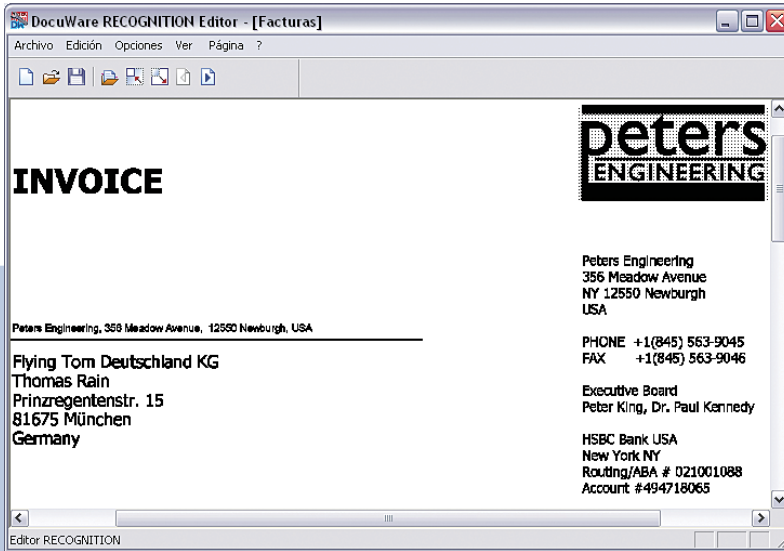 DocuWare RECOGNITION Editor - [Facturas]
Archivo Edición Opciones Ver Página ?
peters
ENGINEERING
INVOICE
Peters Engineering
356 Meadow Avenue
NY 12550 Newburgh
USA
Peters Engineering, 356 Meadow Avenue, 12550 Newburgh, USA
PHONE +1(845) 563-9045
FAX +1(845) 563-9046
Flying Tom Deutschland KG
Thomas Rain
Prinzregentenstr. 15
81675 München
Germany
Executive Board
Peter King, Dr. Paul Kennedy
HSBC Bank USA
New York NY
Routing/ABA # 021001088
Account #494718065
Editor RECOGNITION